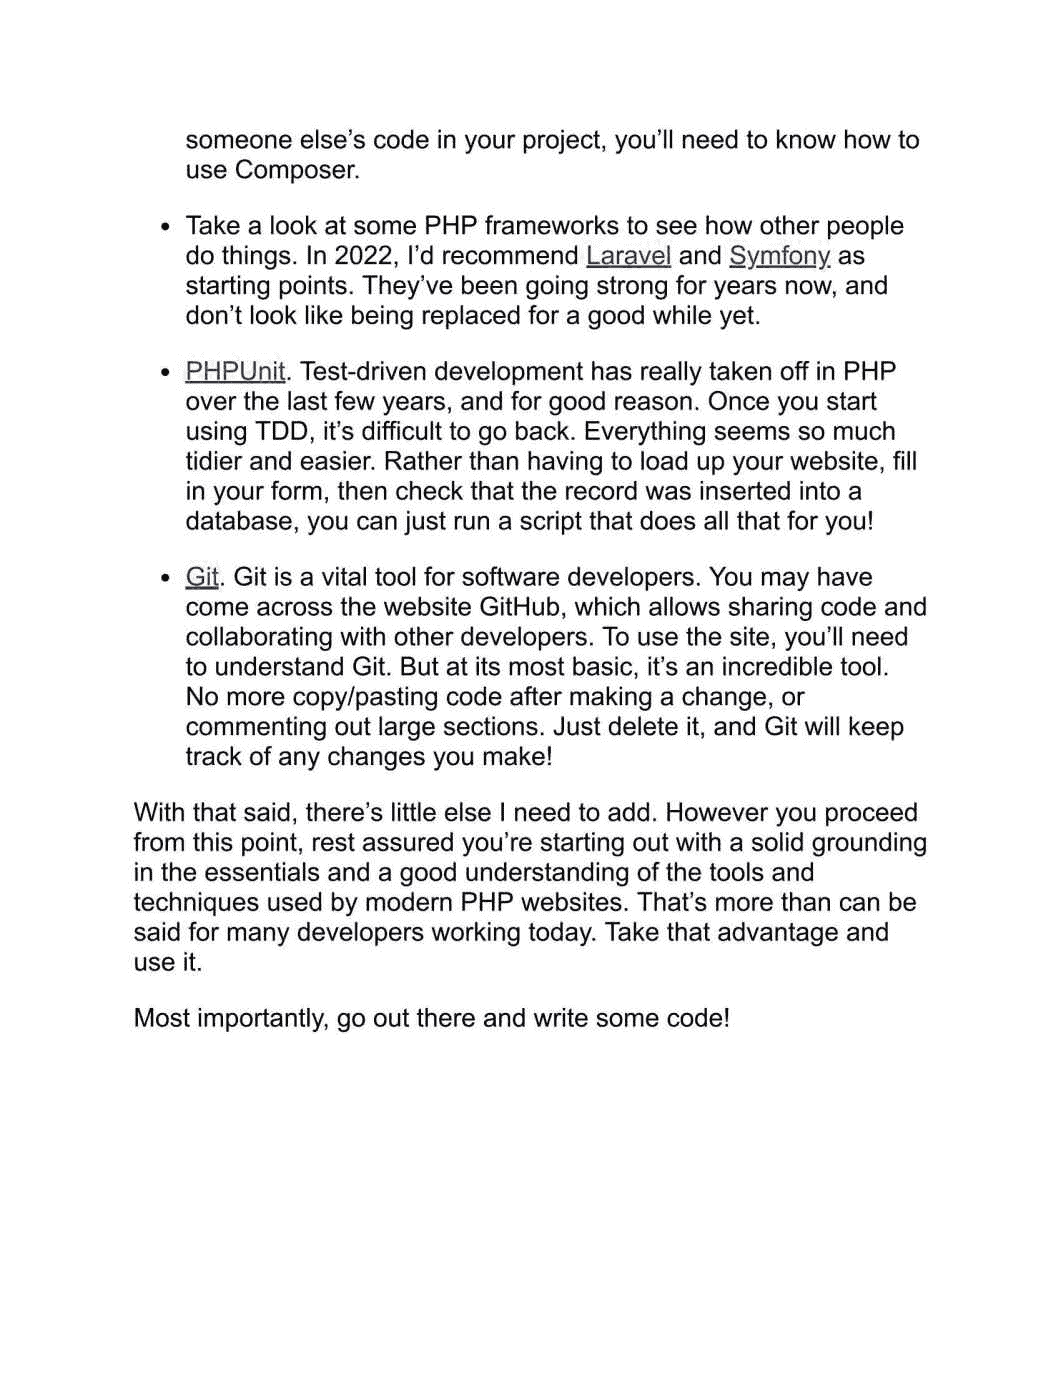 someone else’s code in your project, you’ll need to know how to
use Composer.
• Take a look at some PHP frameworks to see how other people
do things. In 2022, I’d recommend Laravel and Symfony as
starting points. They’ve been going strong for years now, and
don’t look like being replaced for a good while yet.
• PHPUnit. Test-driven development has really taken off in PHP
over the last few years, and for good reason. Once you start
using TDD, it’s difficult to go back. Everything seems so much
tidier and easier. Rather than having to load up your website, fill
in your form, then check that the record was inserted into a
database, you can just run a script that does all that for you!
• Git. Git is a vital tool for software developers. You may have
come across the website GitHub, which allows sharing code and
collaborating with other developers. To use the site, you’ll need
to understand Git. But at its most basic, it’s an incredible tool.
No more copy/pasting code after making a change, or
commenting out large sections. Just delete it, and Git will keep
track of any changes you make!
With that said, there’s little else I need to add. However you proceed
from this point, rest assured you’re starting out with a solid grounding
in the essentials and a good understanding of the tools and
techniques used by modern PHP websites. That’s more than can be
said for many developers working today. Take that advantage and
use it.
Most importantly, go out there and write some code!